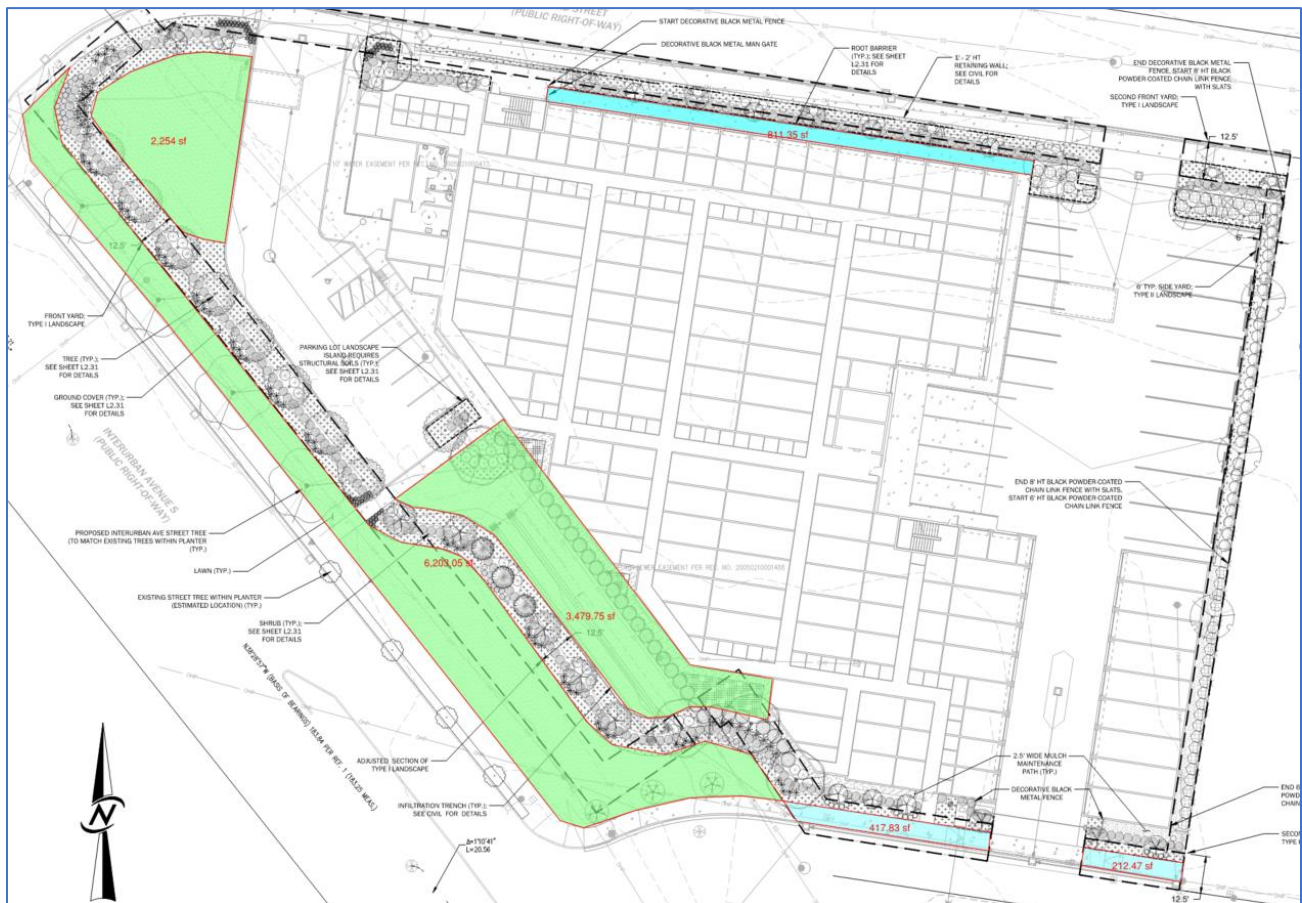 STREET
(PUBLIC RIGHT-OF-WAY)
START DECORATIVE BLACK METAL FENCE
DECORATIVE BLACK METAL MAN GATE
ROOT BARRIER
(TYP.); SEE SHEET
L2.31 FOR
DETAILS
1' - 2' HT
RETAINING WALL;
SEE CIVIL FOR
DETAILS
END DECORATIVE BLACK METAL
FENCE, START 8' HT BLACK
POWDER-COATED CHAIN LINK FENCE
WITH SLATS
SECOND FRONT YARD;
TYPE I LANDSCAPE
12.5'
2,254 sf
811.35 sf
12.5'
6' TYP. SIDE YARD;
TYPE II LANDSCAPE
6'
FRONT YARD;
TYPE I LANDSCAPE
TREE (TYP.);
SEE SHEET L2.31
FOR DETAILS
GROUND COVER (TYP.);
SEE SHEET L2.31
FOR DETAILS
PARKING LOT LANDSCAPE
ISLAND REQUIRES
STRUCTURAL SOILS (TYP.);
SEE SHEET L2.31
FOR DETAILS
INTERURBAN AVENUE S
(PUBLIC RIGHT-OF-WAY)
END 8' HT BLACK POWDER-COATED
CHAIN LINK FENCE WITH SLATS,
START 6' HT BLACK POWDER-COATED
CHAIN LINK FENCE
PROPOSED INTERURBAN AVE STREET TREE
(TO MATCH EXISTING TREES WITHIN PLANTER
(TYP.)
LAWN (TYP.)
6,203.05 sf
EASEMENT PER REC. NO. 20050210001456
EXISTING STREET TREE WITHIN PLANTER
(ESTIMATED LOCATION) (TYP.)
SHRUB (TYP.);
SEE SHEET L2.31
FOR DETAILS
3,479.75 sf
12.5'
ADJUSTED SECTION OF
TYPE I LANDSCAPE
2.5' WIDE MULCH
MAINTENANCE
PATH (TYP.)
DECORATIVE BLACK
METAL FENCE
INFILTRATION TRENCH (TYP.);
SEE CIVIL FOR DETAILS
N
417.83 sf
212.47 sf
L=20.56
12.5'